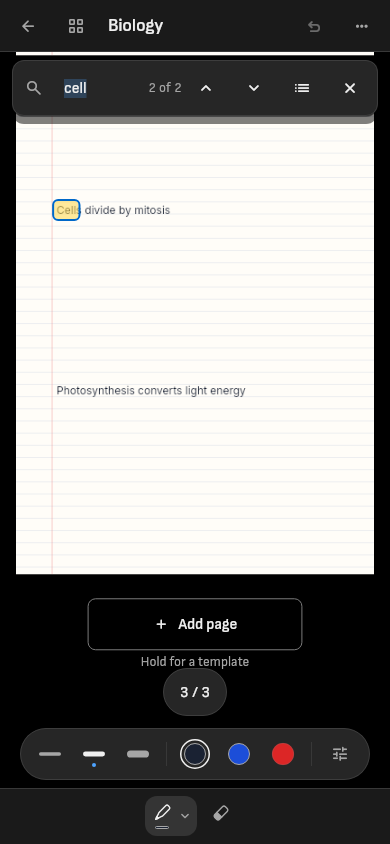 Biology
cell
2 of 2
Cells divide by mitosis
Photosynthesis converts light energy
+ Add page
Hold for a template
3 / 3